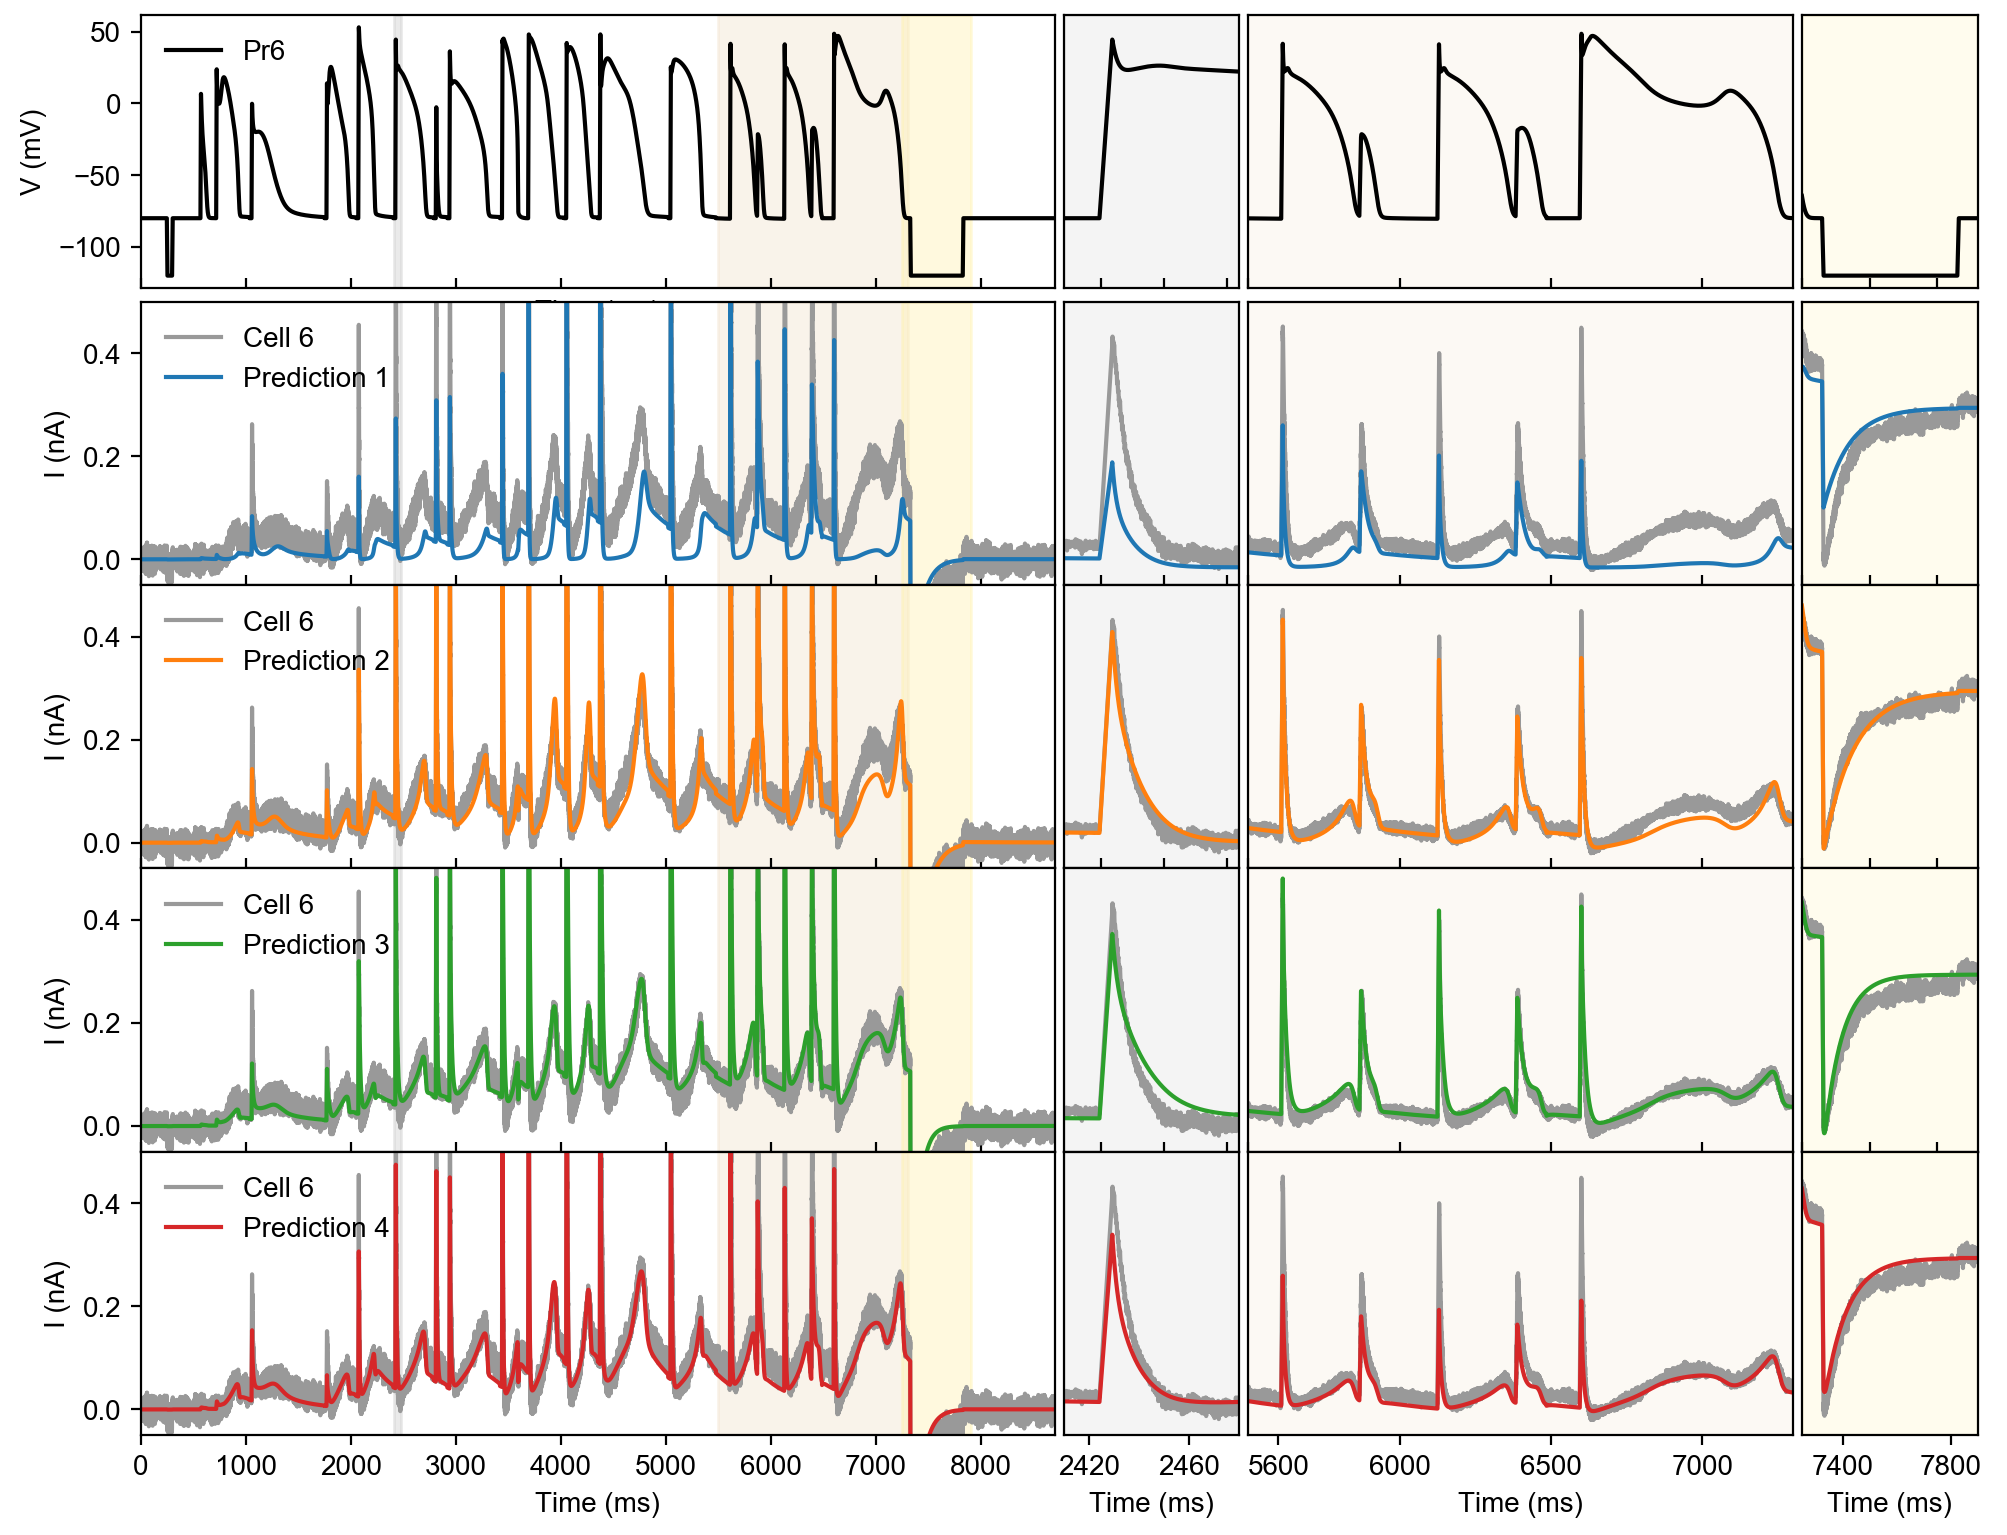 50
0
−50
−100
V (mV)
Pr6
0.4
0.2
0.0
I (nA)
Cell 6
Prediction 1
0.4
0.2
0.0
I (nA)
Cell 6
Prediction 2
0.4
0.2
0.0
I (nA)
Cell 6
Prediction 3
0.4
0.2
0.0
I (nA)
Cell 6
Prediction 4
0 1000 2000 3000 4000 5000 6000 7000 8000
2420 2460
5600 6000 6500 7000
7400 7800
Time (ms) Time (ms) Time (ms) Time (ms)